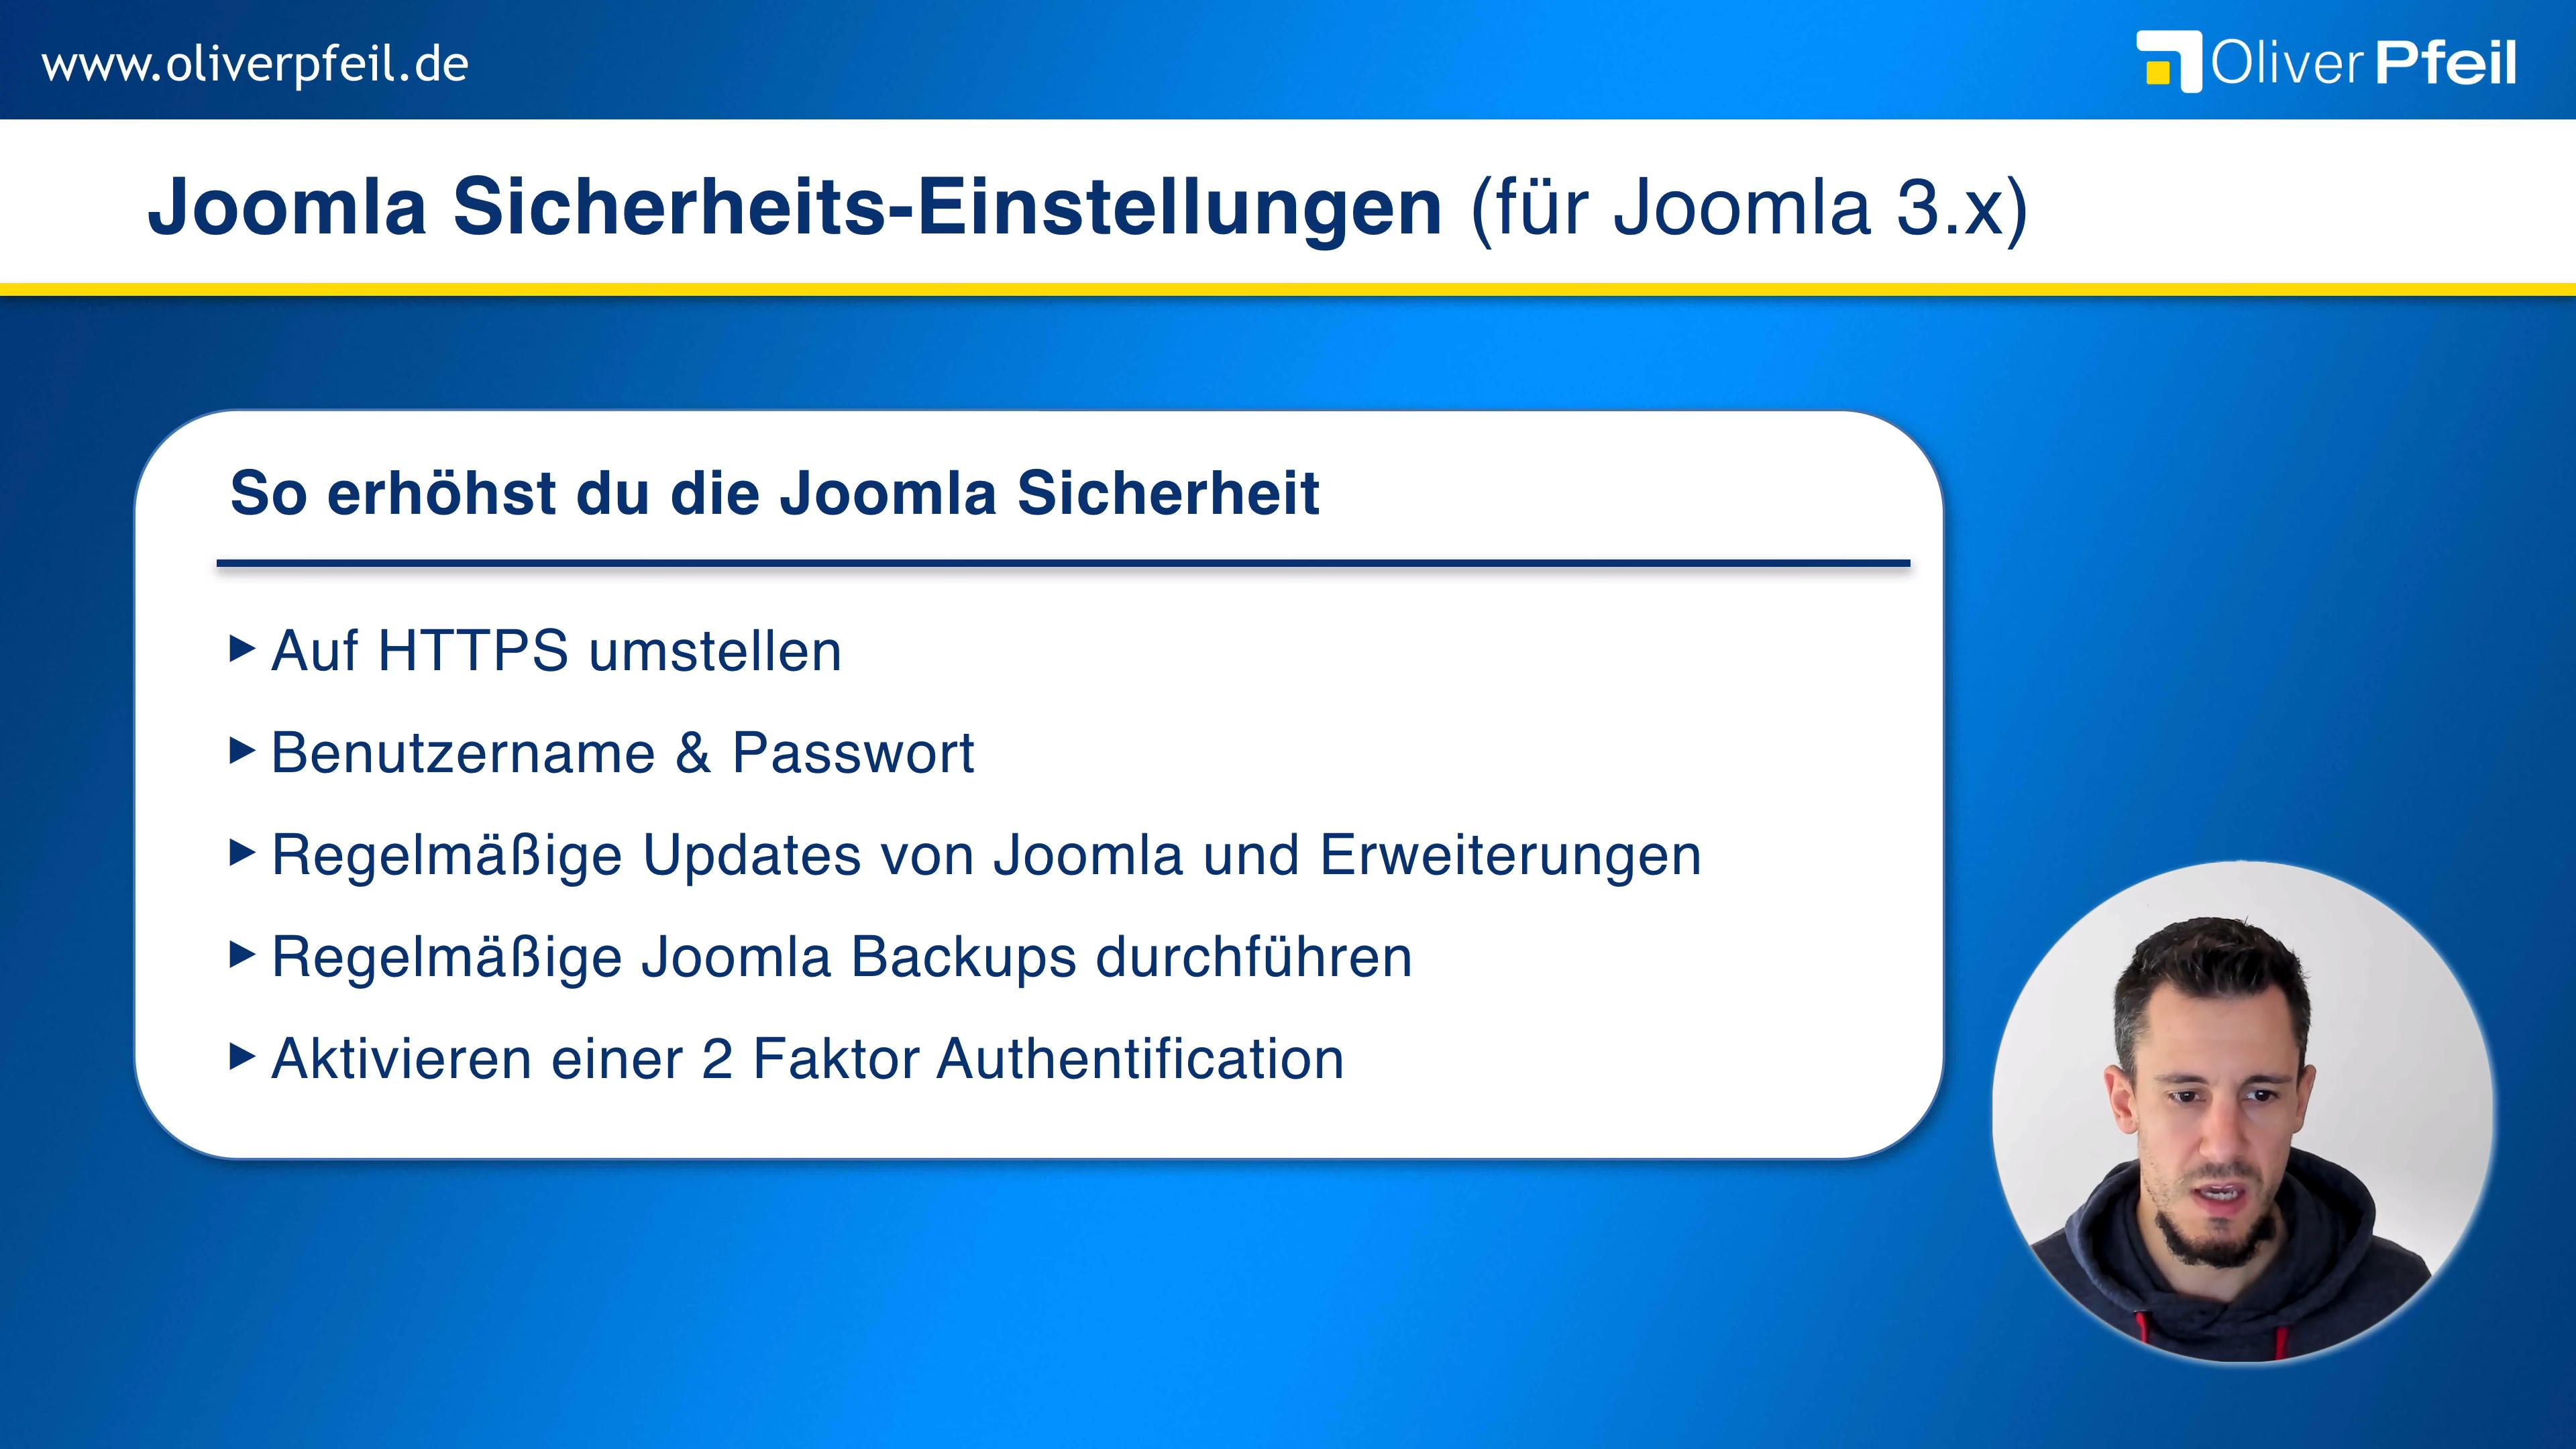 www.oliverpfeil.de
Oliver Pfeil
Joomla Sicherheits-Einstellungen (für Joomla 3.x)
So erhöhst du die Joomla Sicherheit
▶ Auf HTTPS umstellen
▶ Benutzername & Passwort
▶ Regelmäßige Updates von Joomla und Erweiterungen
▶ Regelmäßige Joomla Backups durchführen
▶ Aktivieren einer 2 Faktor Authentification